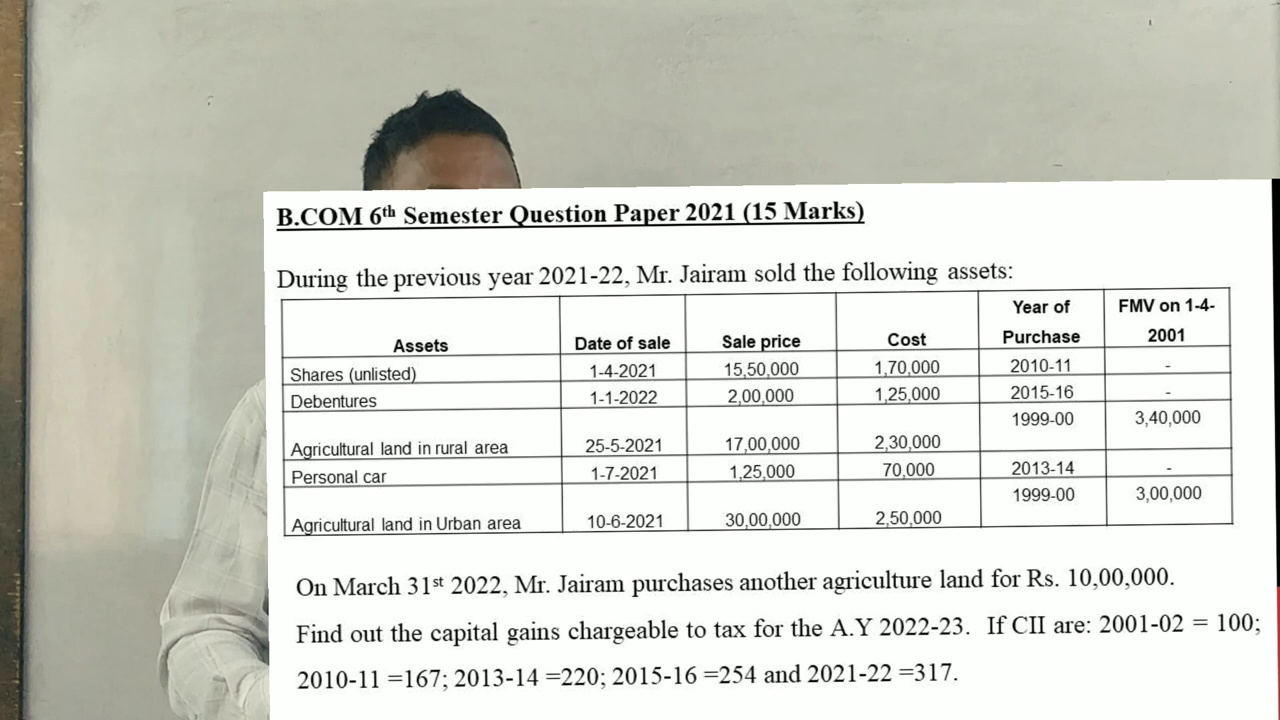 B.COM 6th Semester Question Paper 2021 (15 Marks)
During the previous year 2021-22, Mr. Jairam sold the following assets:
Assets Date of sale Sale price Cost Year of Purchase FMV on 1-4-2001
Shares (unlisted) 1-4-2021 15,50,000 1,70,000 2010-11 -
Debentures 1-1-2022 2,00,000 1,25,000 2015-16 -
Agricultural land in rural area 25-5-2021 17,00,000 2,30,000 1999-00 3,40,000
Personal car 1-7-2021 1,25,000 70,000 2013-14 -
Agricultural land in Urban area 10-6-2021 30,00,000 2,50,000 1999-00 3,00,000
On March 31st 2022, Mr. Jairam purchases another agriculture land for Rs. 10,00,000.
Find out the capital gains chargeable to tax for the A.Y 2022-23. If CII are: 2001-02 = 100;
2010-11 =167; 2013-14 =220; 2015-16 =254 and 2021-22 =317.